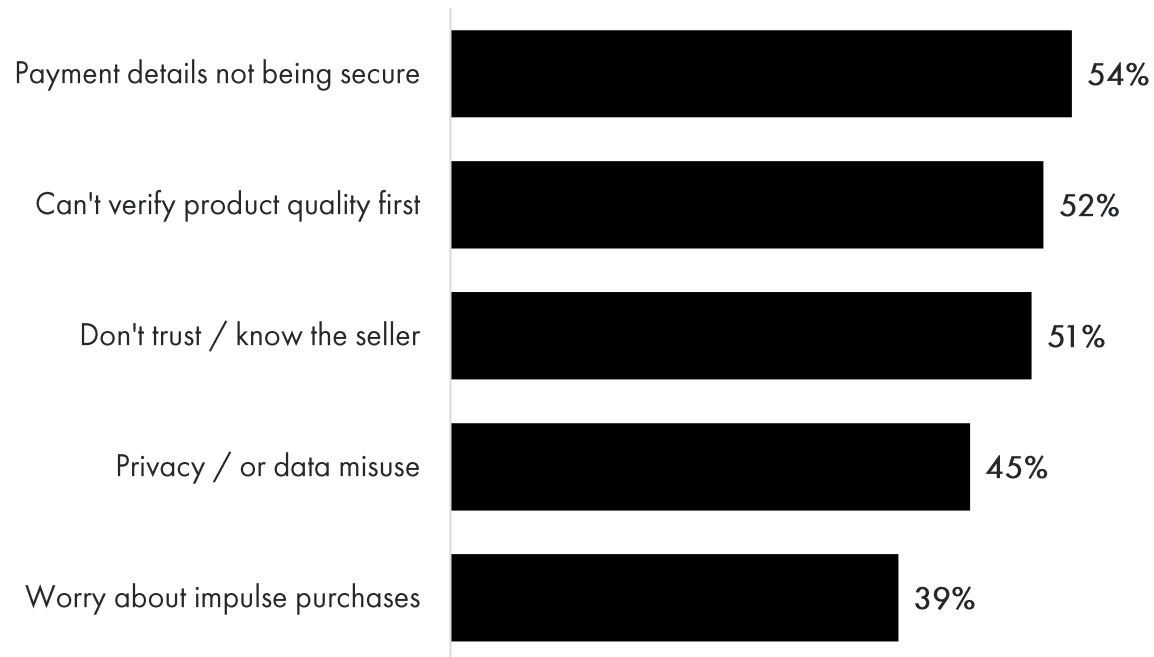 Payment details not being secure 54%
Can't verify product quality first 52%
Don't trust / know the seller 51%
Privacy / or data misuse 45%
Worry about impulse purchases 39%